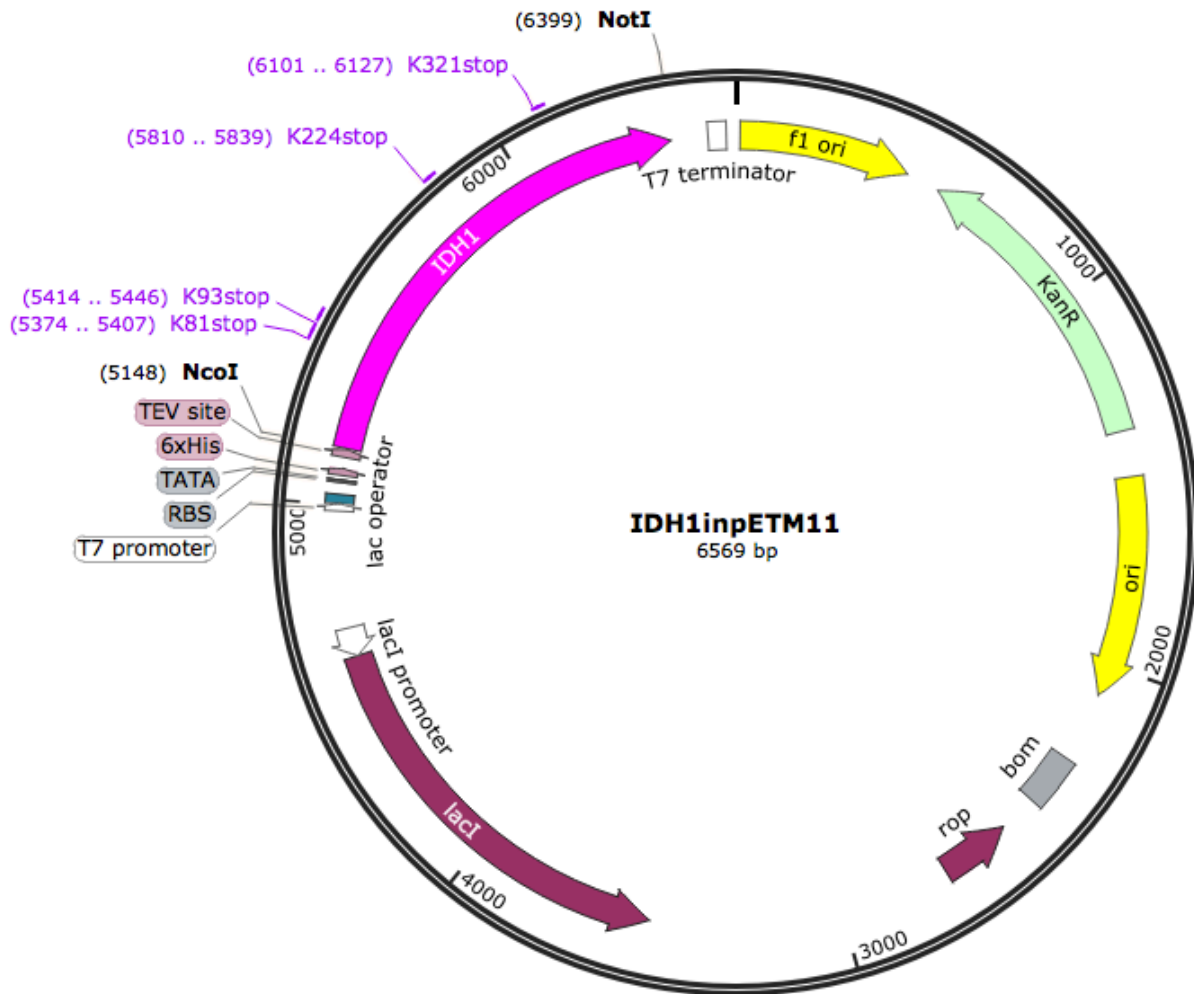 (6399) NotI
(6101 .. 6127) K321stop
(5810 .. 5839) K224stop
(5414 .. 5446) K93stop
(5374 .. 5407) K81stop
(5148) NcoI
TEV site
6xHis
TATA
RBS
T7 promoter
lac operator
IDH1
T7 terminator
f1 ori
KanR
ori
bom
rop
lacI
lacI promoter
1000
2000
3000
4000
5000
6000
IDH1inpETM11
6569 bp